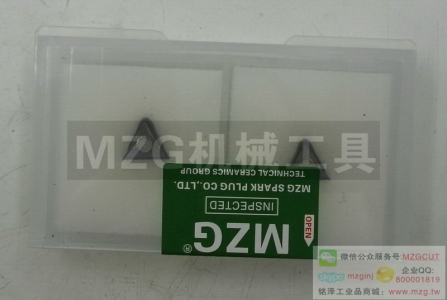 MZG机械工具
TECHNICAL CERAMICS GROUP
MZG SPARK PLUG CO.,LTD.
INSPECTED
MZG®
OPEN
微信公众服务号: MZGCUT
mzginj 企业QQ:
800001819
铭泽工业品商城: www.mzg.tw